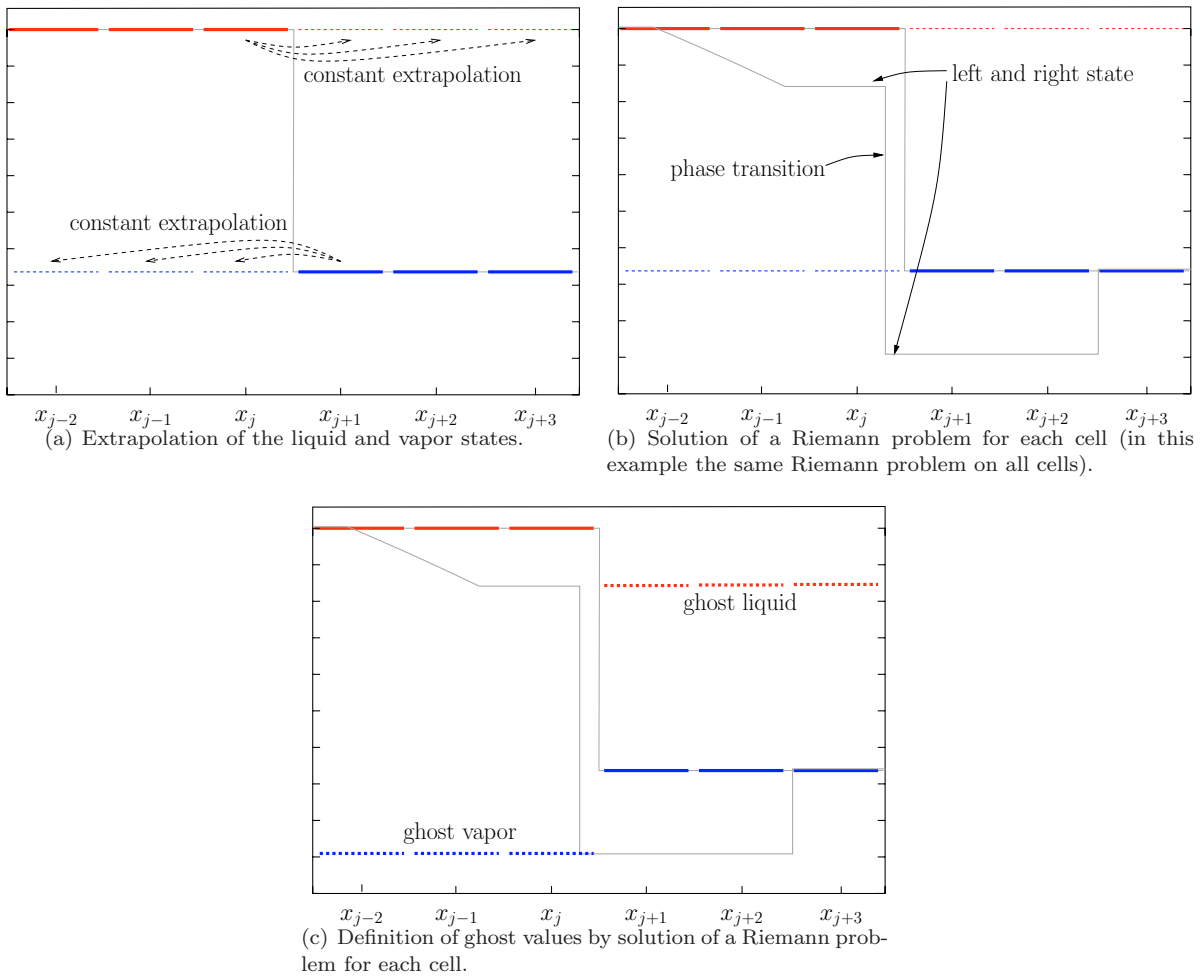 constant extrapolation
constant extrapolation
x_{j−2} x_{j−1} x_j x_{j+1} x_{j+2} x_{j+3}
(a) Extrapolation of the liquid and vapor states.
left and right state
phase transition
x_{j−2} x_{j−1} x_j x_{j+1} x_{j+2} x_{j+3}
(b) Solution of a Riemann problem for each cell (in this
example the same Riemann problem on all cells).
ghost liquid
ghost vapor
x_{j−2} x_{j−1} x_j x_{j+1} x_{j+2} x_{j+3}
(c) Definition of ghost values by solution of a Riemann prob-
lem for each cell.